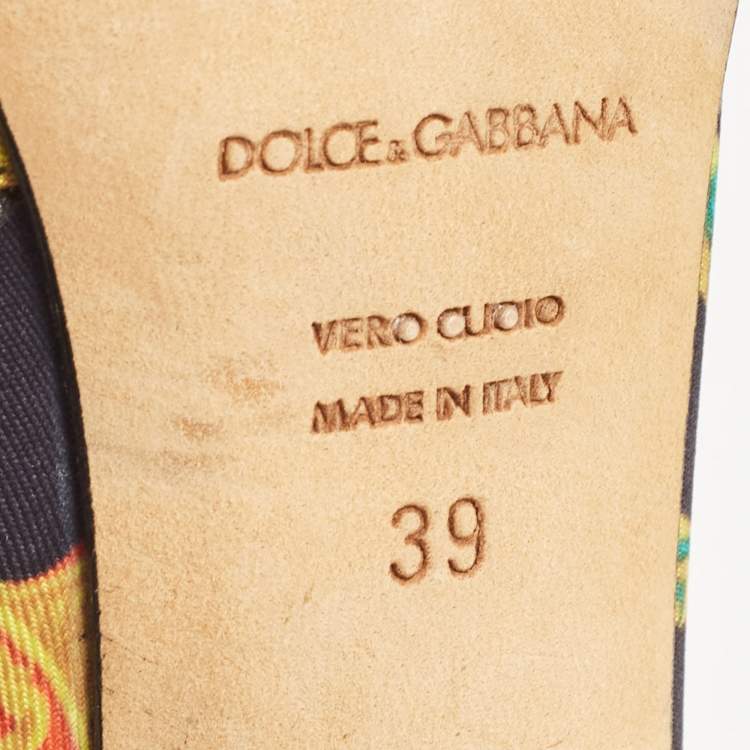 DOLCE & GABBANA
VERO CUOIO
MADE IN ITALY
39